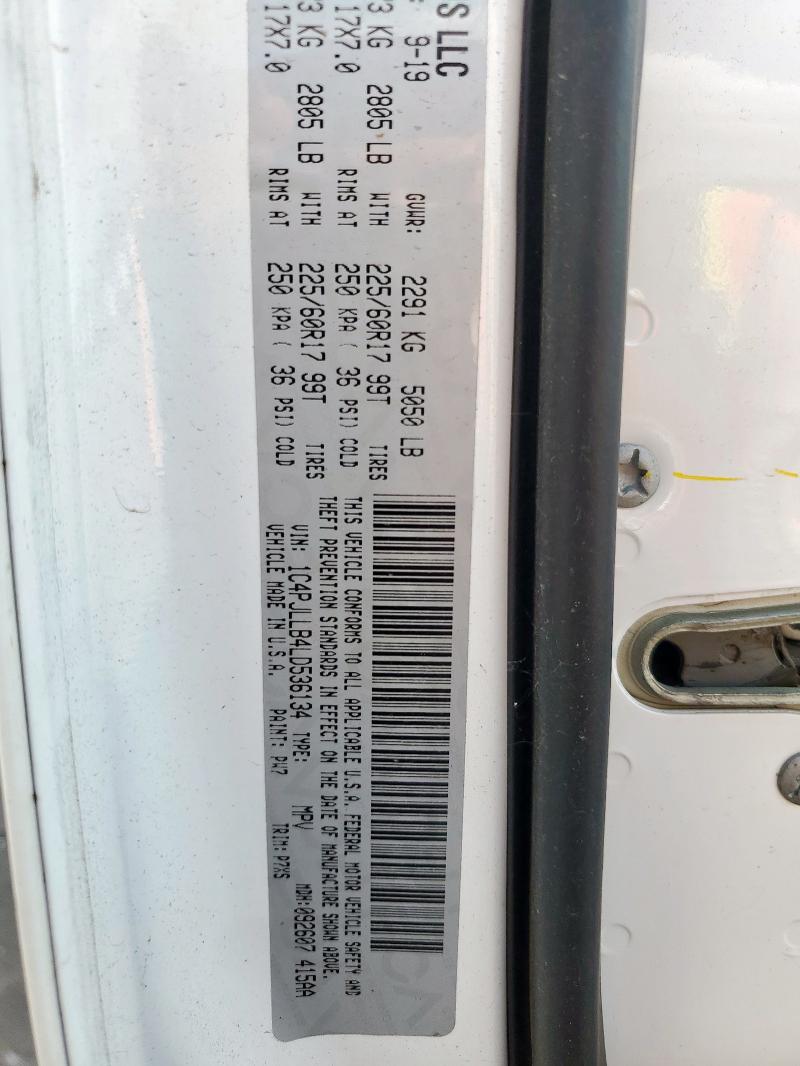 S LLC
: 9-19 GVWR: 2291 KG 5050 LB
3 KG 2805 LB WITH 225/60R17 99T TIRES
17X7.0 RIMS AT 250 KPA ( 36 PSI) COLD
3 KG 2805 LB WITH 225/60R17 99T TIRES
17X7.0 RIMS AT 250 KPA ( 36 PSI) COLD
THIS VEHICLE CONFORMS TO ALL APPLICABLE U.S.A. FEDERAL MOTOR VEHICLE SAFETY AND
THEFT PREVENTION STANDARDS IN EFFECT ON THE DATE OF MANUFACTURE SHOWN ABOVE.
VIN: 1C4PJLLB4LD536134 TYPE: MPV MDH:092607 415AA
VEHICLE MADE IN U.S.A. PAINT: PW7 TRIM: P7XS